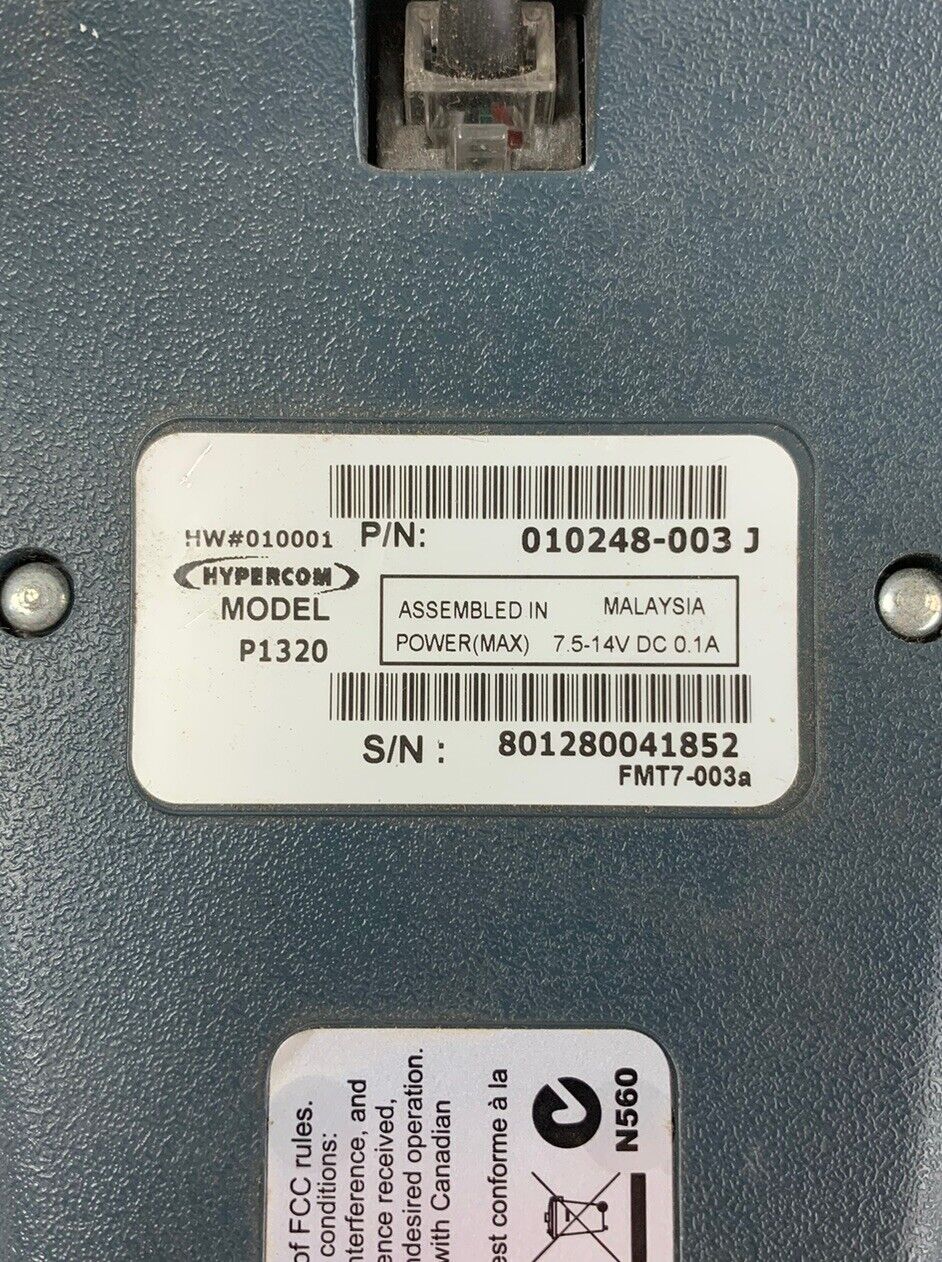 HW#010001 P/N: 010248-003 J
HYPERCOM
MODEL
P1320
ASSEMBLED IN MALAYSIA
POWER(MAX) 7.5-14V DC 0.1A
S/N : 801280041852
FMT7-003a
of FCC rules.
conditions:
nterference, and
ence received,
ndesired operation.
with Canadian
est conforme à la
N560